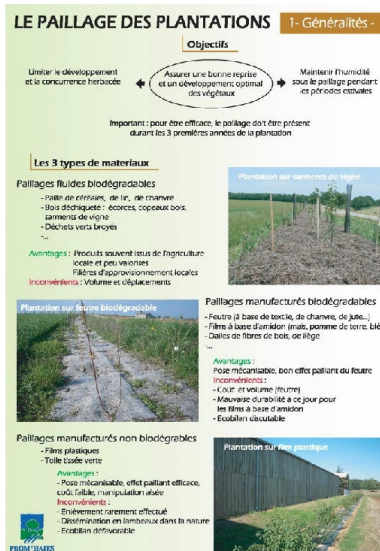 LE PAILLAGE DES PLANTATIONS
1- Généralités -
Objectifs
Limiter le développement
et la concurrence herbacée
Assurer une bonne reprise
et un développement optimal
des végétaux
Maintenir l'humidité
sous le paillage pendant
les périodes estivales
Important : pour être efficace, le paillage doit être présent
durant les 3 premières années de la plantation
Les 3 types de materiaux
Paillages fluides biodégradables
- Paille de céréales, de lin, de chanvre
- Bois déchiqueté : écorces, copeaux bois,
sarments de vigne
- Déchets verts broyés
-...
Avantages : Produits souvent issus de l'agriculture
locale et peu valorisés
Filières d'approvisionnement locales
Inconvénients : Volume et déplacements
Plantation sur sarments de vigne
Plantation sur feutre biodégradable
Paillages manufacturés biodégradables
- Feutre (à base de textile, de chanvre, de jute...)
- Films à base d'amidon (maïs, pomme de terre, blé
- Dalles de fibres de bois, de liège
-...
Avantages :
Pose mécanisable, bon effet paillant du feutre
Inconvénients :
- Coût et volume (feutre)
- Mauvaise durabilité à ce jour pour
les films à base d'amidon
- Ecobilan discutable
Paillages manufacturés non biodégrables
- Films plastiques
- Toile tissée verte
Avantages :
- Pose mécanisable, effet paillant efficace,
coût faible, manipulation aisée
Inconvénients :
- Enlèvement rarement effectué
- Dissémination en lambeaux dans la nature
- Ecobilan défavorable
Plantation sur film plastique
PROM'HAIES